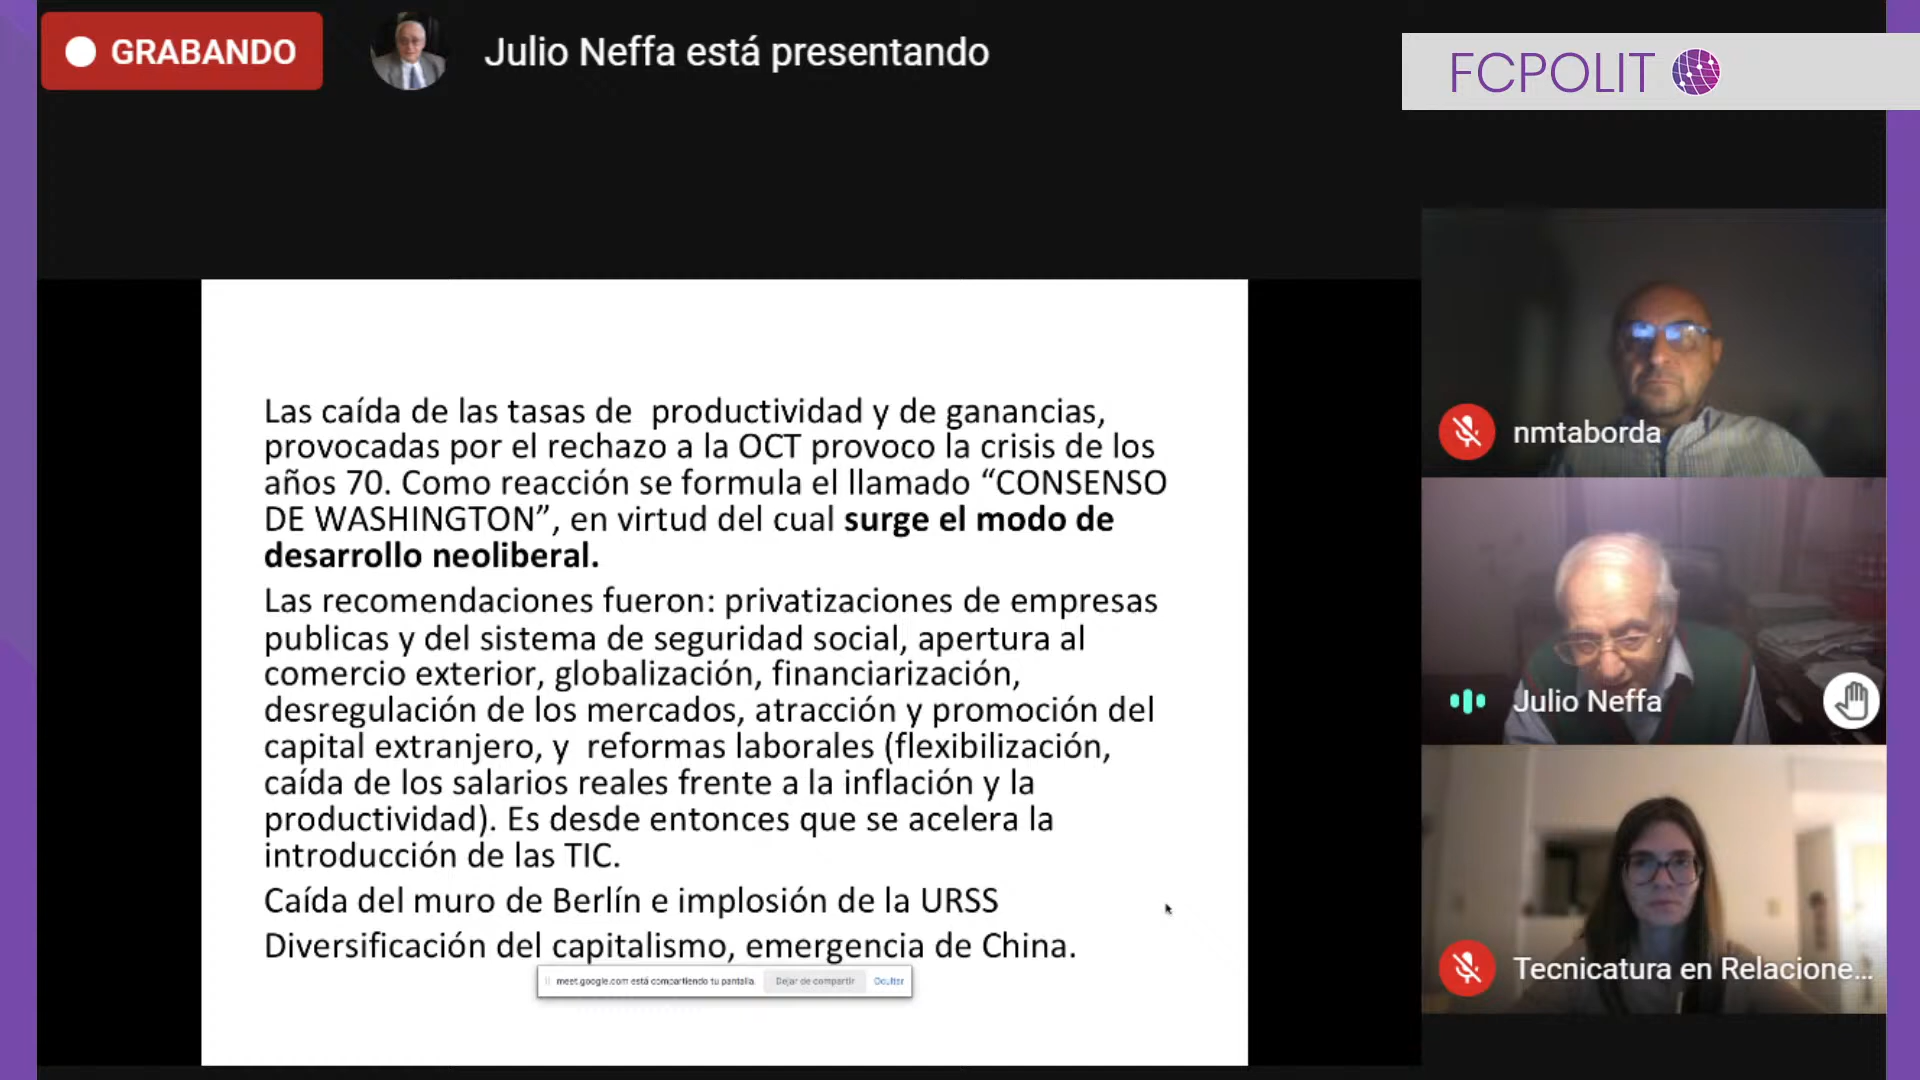 GRABANDO
Julio Neffa está presentando
FCPOLIT
Las caída de las tasas de  productividad y de ganancias,
provocadas por el rechazo a la OCT provoco la crisis de los
años 70. Como reacción se formula el llamado “CONSENSO
DE WASHINGTON”, en virtud del cual surge el modo de
desarrollo neoliberal.
Las recomendaciones fueron: privatizaciones de empresas
publicas y del sistema de seguridad social, apertura al
comercio exterior, globalización, financiarización,
desregulación de los mercados, atracción y promoción del
capital extranjero, y  reformas laborales (flexibilización,
caída de los salarios reales frente a la inflación y la
productividad). Es desde entonces que se acelera la
introducción de las TIC.
Caída del muro de Berlín e implosión de la URSS
Diversificación del capitalismo, emergencia de China.
meet.google.com está compartiendo tu pantalla. Dejar de compartir Ocultar
nmtaborda
Julio Neffa
Tecnicatura en Relacione...